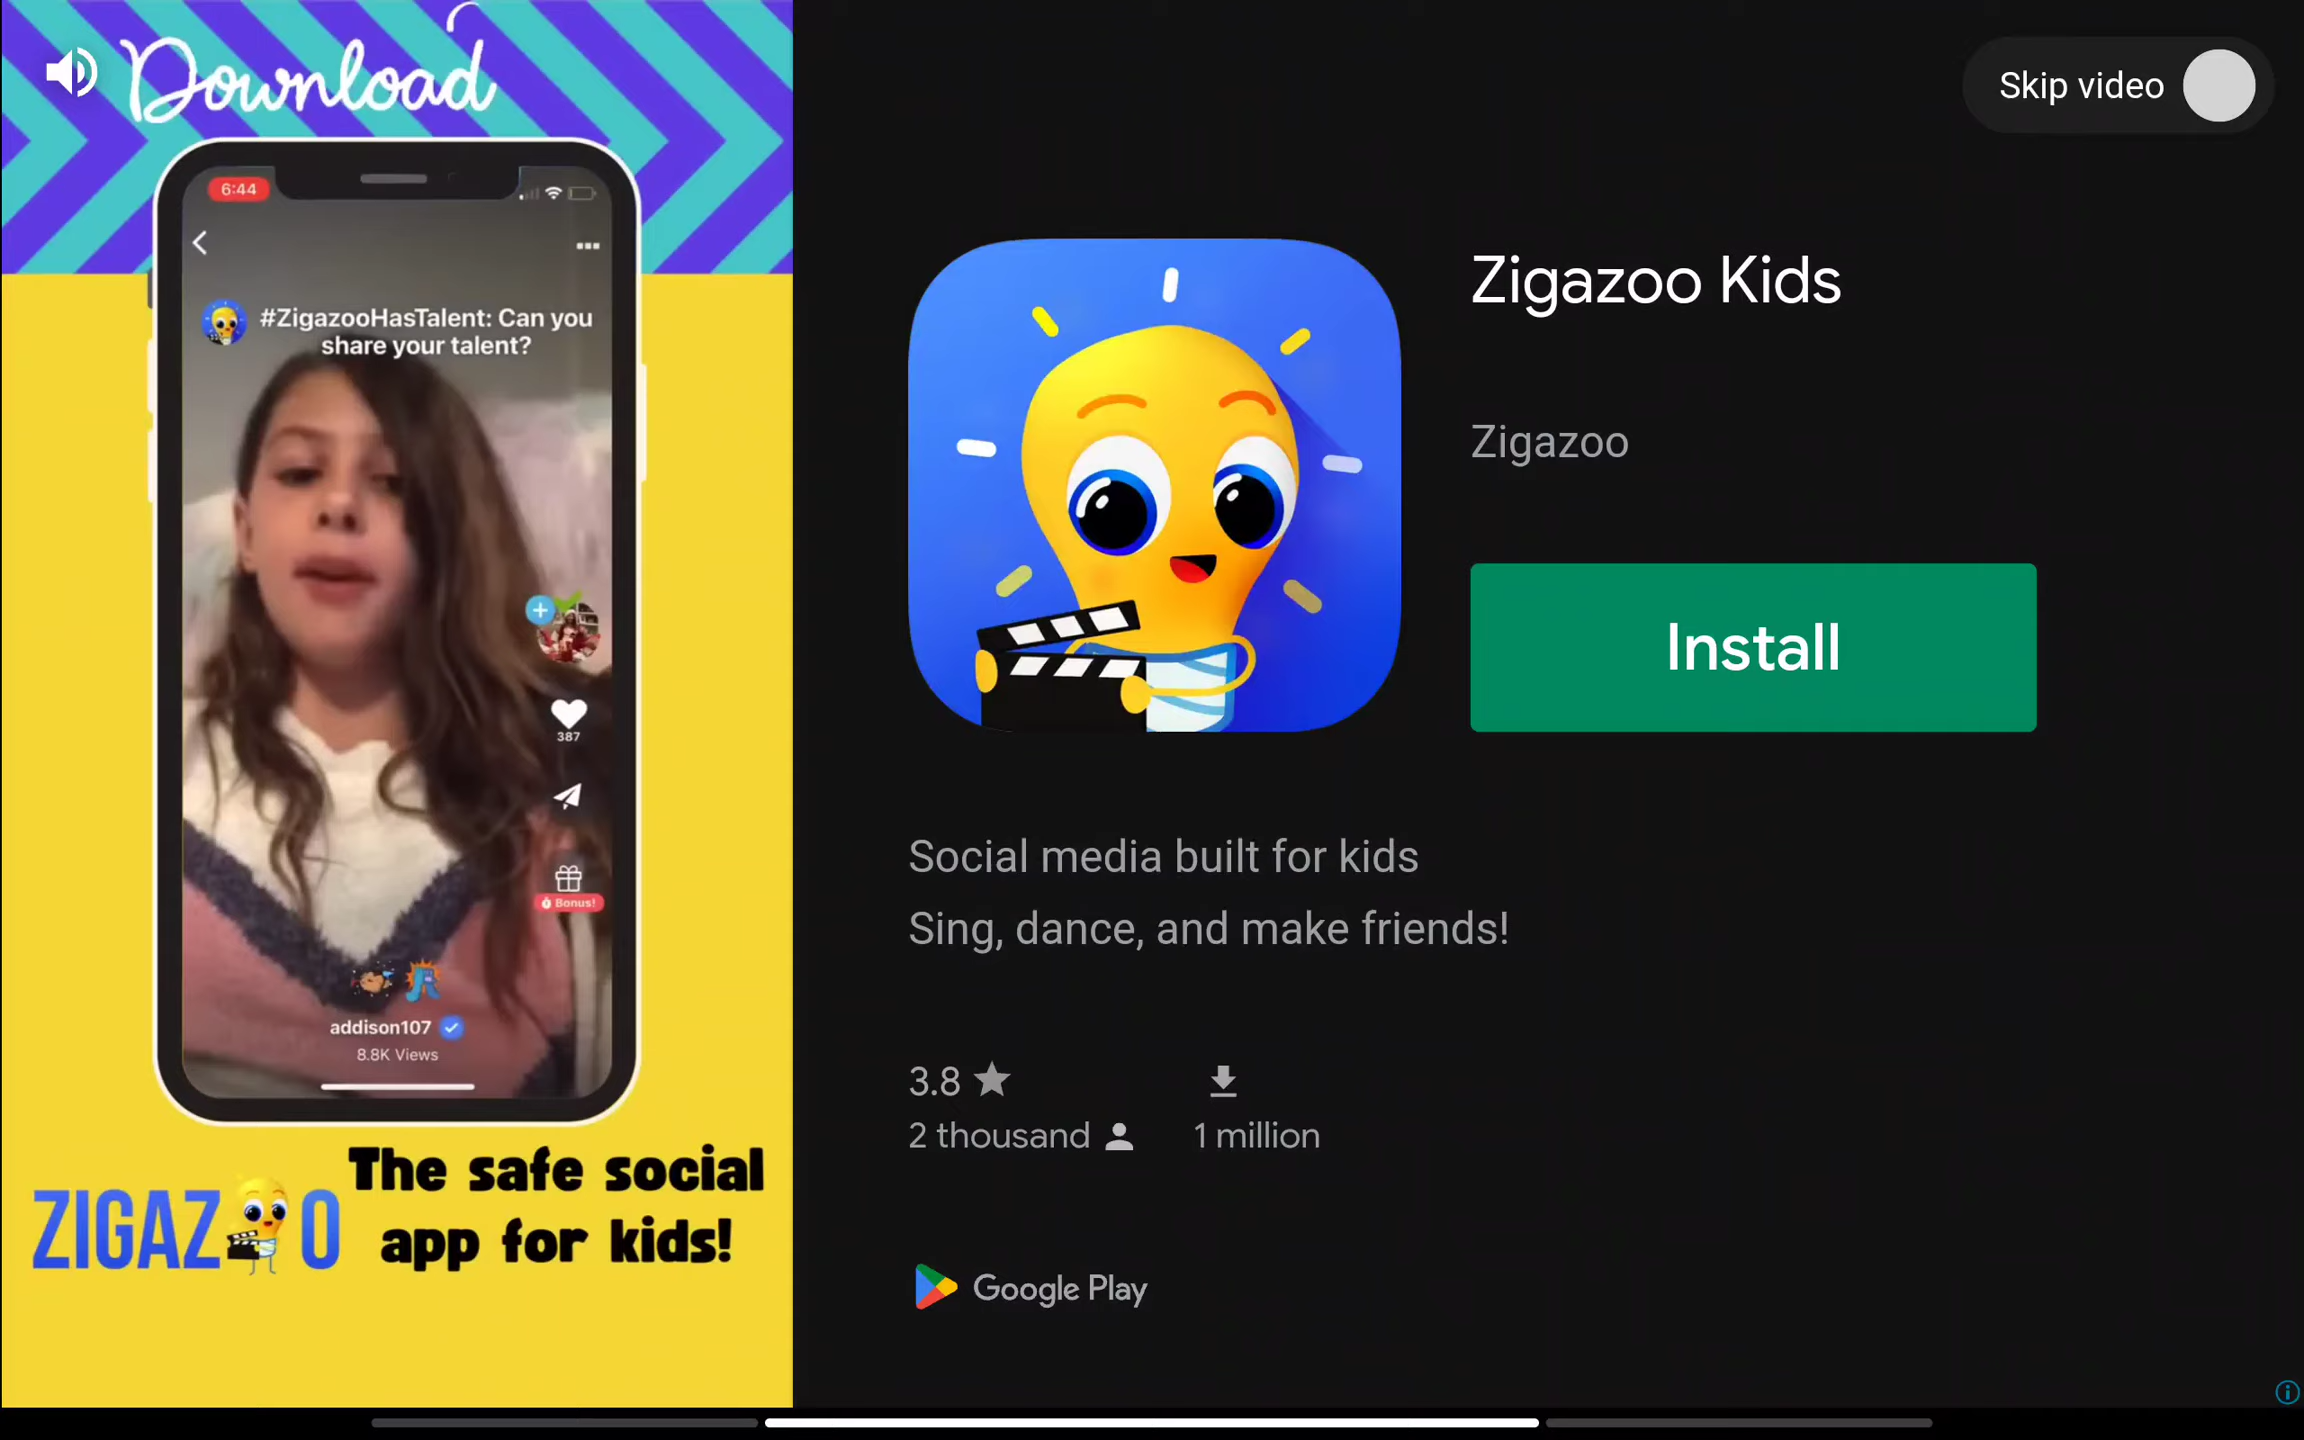 Download
6:44
#ZigazooHasTalent: Can you
share your talent?
387
Bonus!
addison107
8.8K Views
ZIGAZOO
The safe social
app for kids!
Skip video
Zigazoo Kids
Zigazoo
Install
Social media built for kids
Sing, dance, and make friends!
3.8
2 thousand
1 million
Google Play